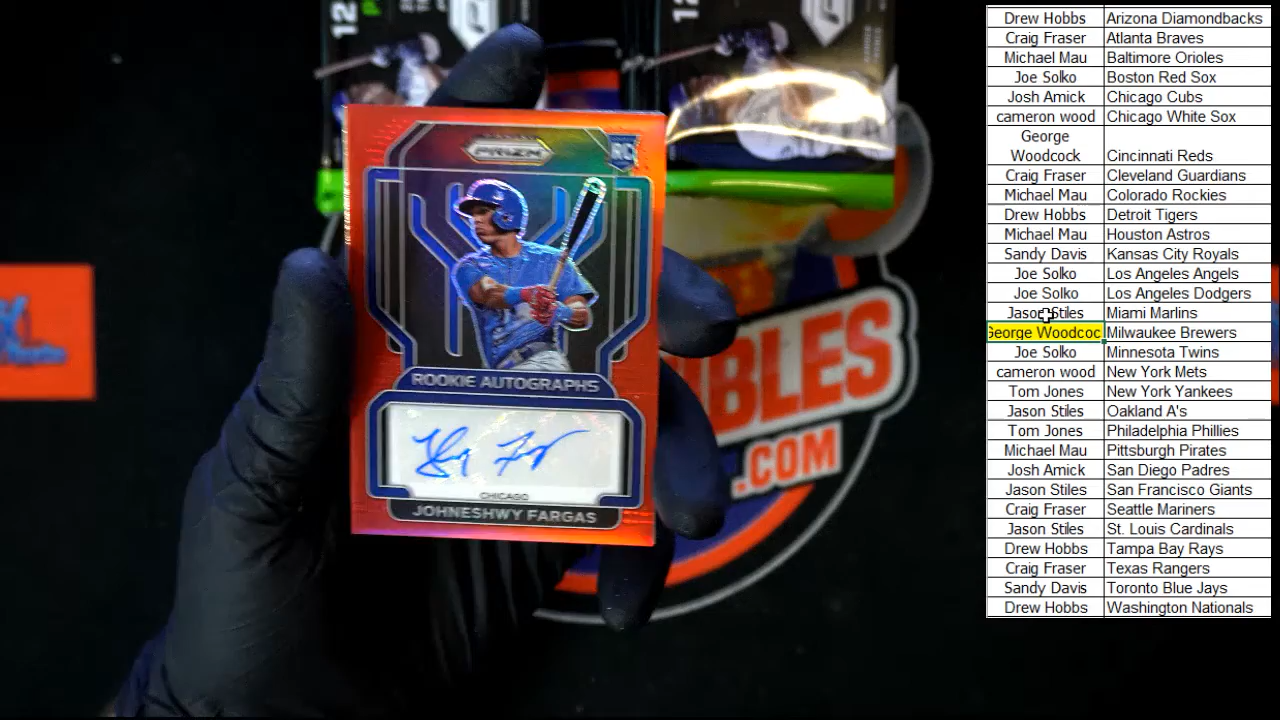 12
12
PRIZM
RC
ROOKIE AUTOGRAPHS
CHICAGO
JOHNESHWY FARGAS
IBLES
.COM
Drew Hobbs Arizona Diamondbacks
Craig Fraser Atlanta Braves
Michael Mau Baltimore Orioles
Joe Solko Boston Red Sox
Josh Amick Chicago Cubs
cameron wood Chicago White Sox
George
Woodcock Cincinnati Reds
Craig Fraser Cleveland Guardians
Michael Mau Colorado Rockies
Drew Hobbs Detroit Tigers
Michael Mau Houston Astros
Sandy Davis Kansas City Royals
Joe Solko Los Angeles Angels
Joe Solko Los Angeles Dodgers
Jason Stiles Miami Marlins
George Woodcoc Milwaukee Brewers
Joe Solko Minnesota Twins
cameron wood New York Mets
Tom Jones New York Yankees
Jason Stiles Oakland A's
Tom Jones Philadelphia Phillies
Michael Mau Pittsburgh Pirates
Josh Amick San Diego Padres
Jason Stiles San Francisco Giants
Craig Fraser Seattle Mariners
Jason Stiles St. Louis Cardinals
Drew Hobbs Tampa Bay Rays
Craig Fraser Texas Rangers
Sandy Davis Toronto Blue Jays
Drew Hobbs Washington Nationals